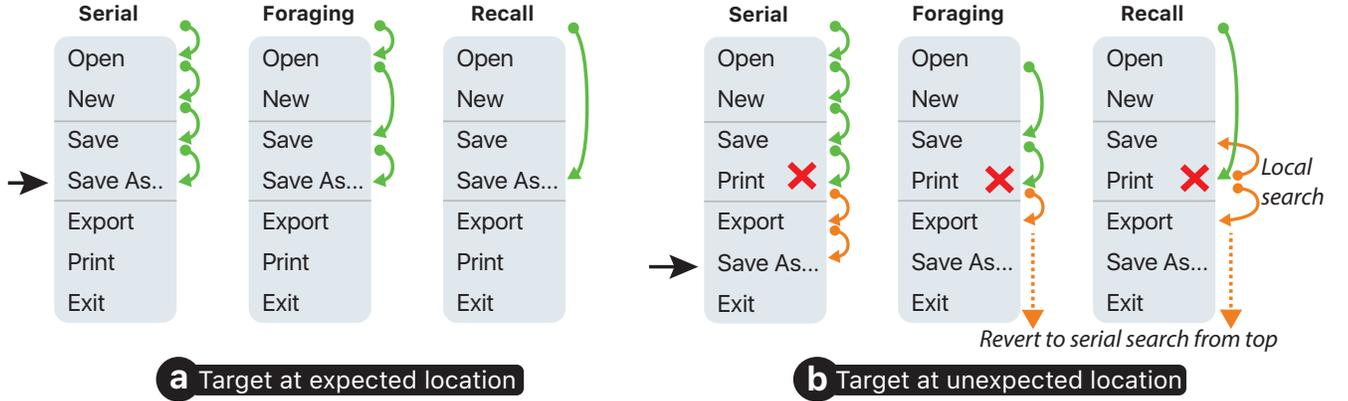 Serial
Open
New
Save
Save As..
Export
Print
Exit
Foraging
Open
New
Save
Save As...
Export
Print
Exit
Recall
Open
New
Save
Save As...
Export
Print
Exit
a Target at expected location
Serial
Open
New
Save
Print
Export
Save As...
Exit
Foraging
Open
New
Save
Print
Export
Save As...
Exit
Recall
Open
New
Save
Print
Export
Save As...
Exit
Local
search
Revert to serial search from top
b Target at unexpected location